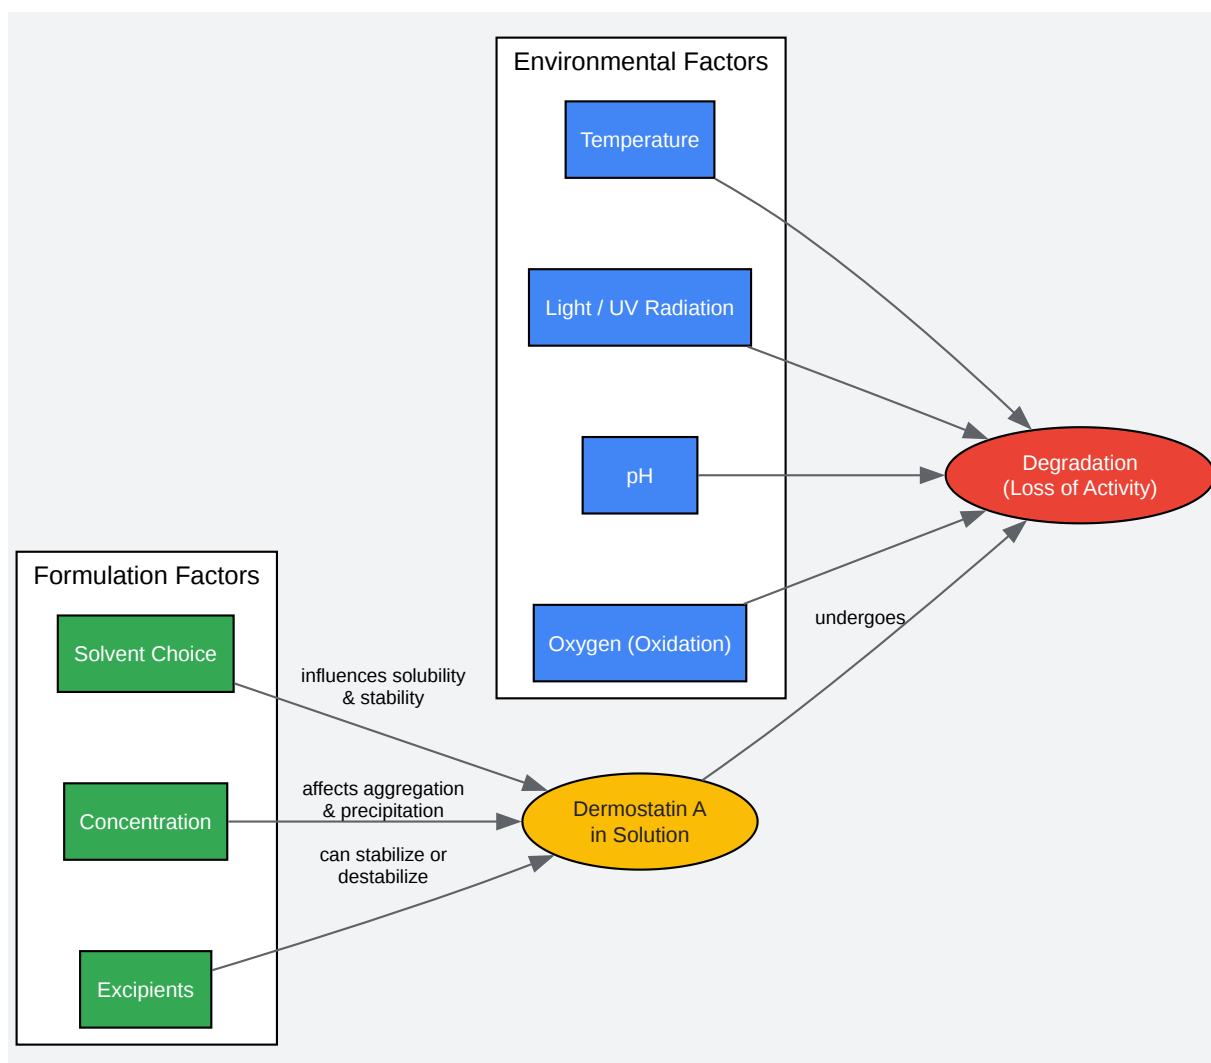 Environmental Factors
Temperature
Light / UV Radiation
pH
Oxygen (Oxidation)
Degradation
(Loss of Activity)
undergoes
Formulation Factors
Solvent Choice
Concentration
Excipients
influences solubility
& stability
affects aggregation
& precipitation
can stabilize or
destabilize
Dermostatin A
in Solution